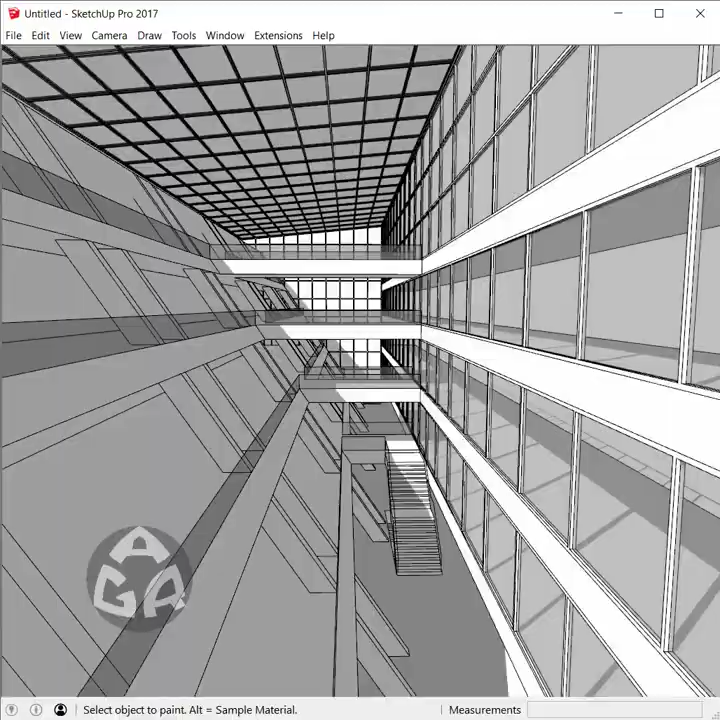 Untitled - SketchUp Pro 2017
File Edit View Camera Draw Tools Window Extensions Help
AGA
Select object to paint. Alt = Sample Material.
Measurements